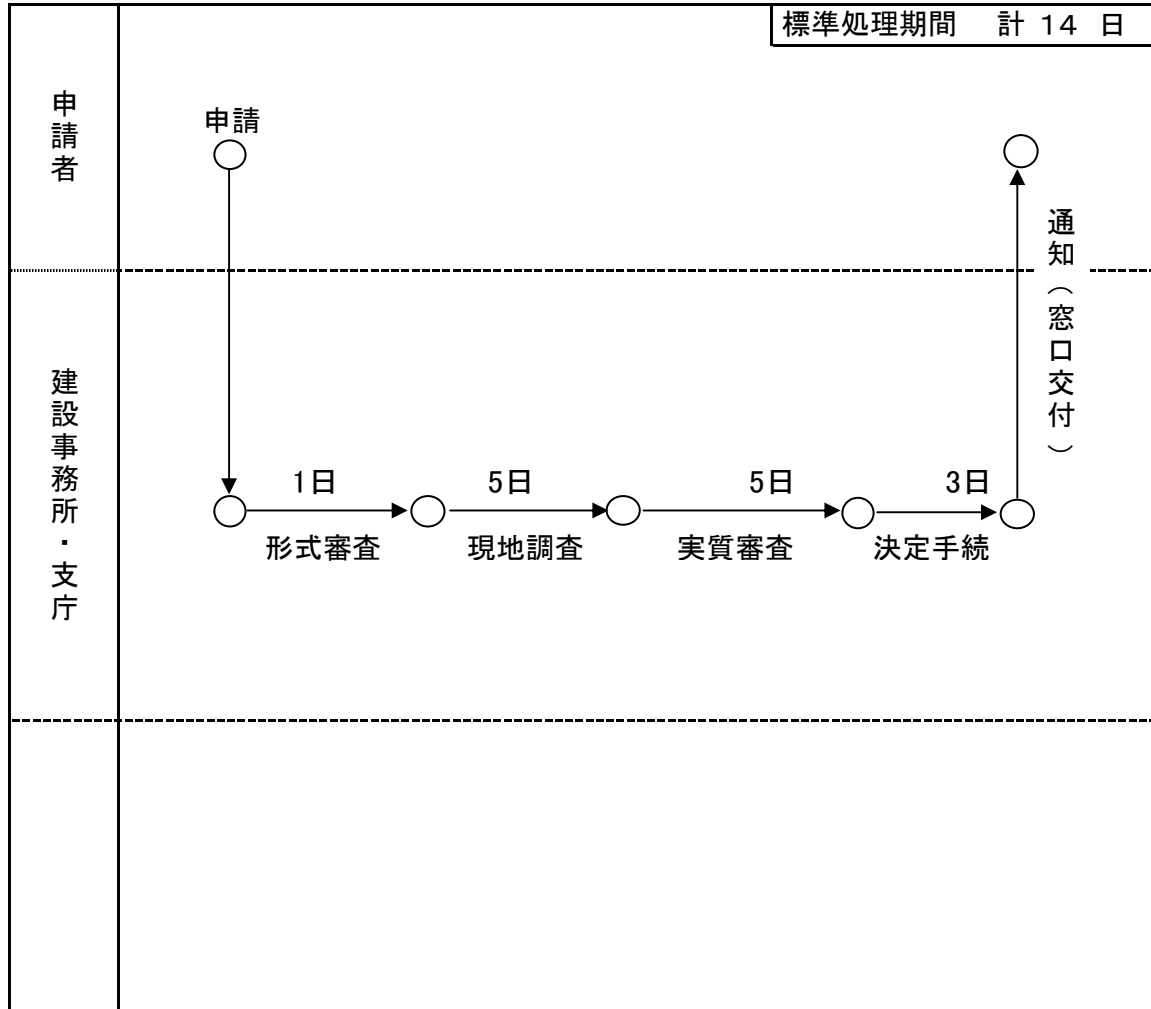 標準処理期間 計 14 日
申請者
申請
通知(窓口交付)
建設事務所・支庁
1日
5日
5日
3日
形式審査
現地調査
実質審査
決定手続